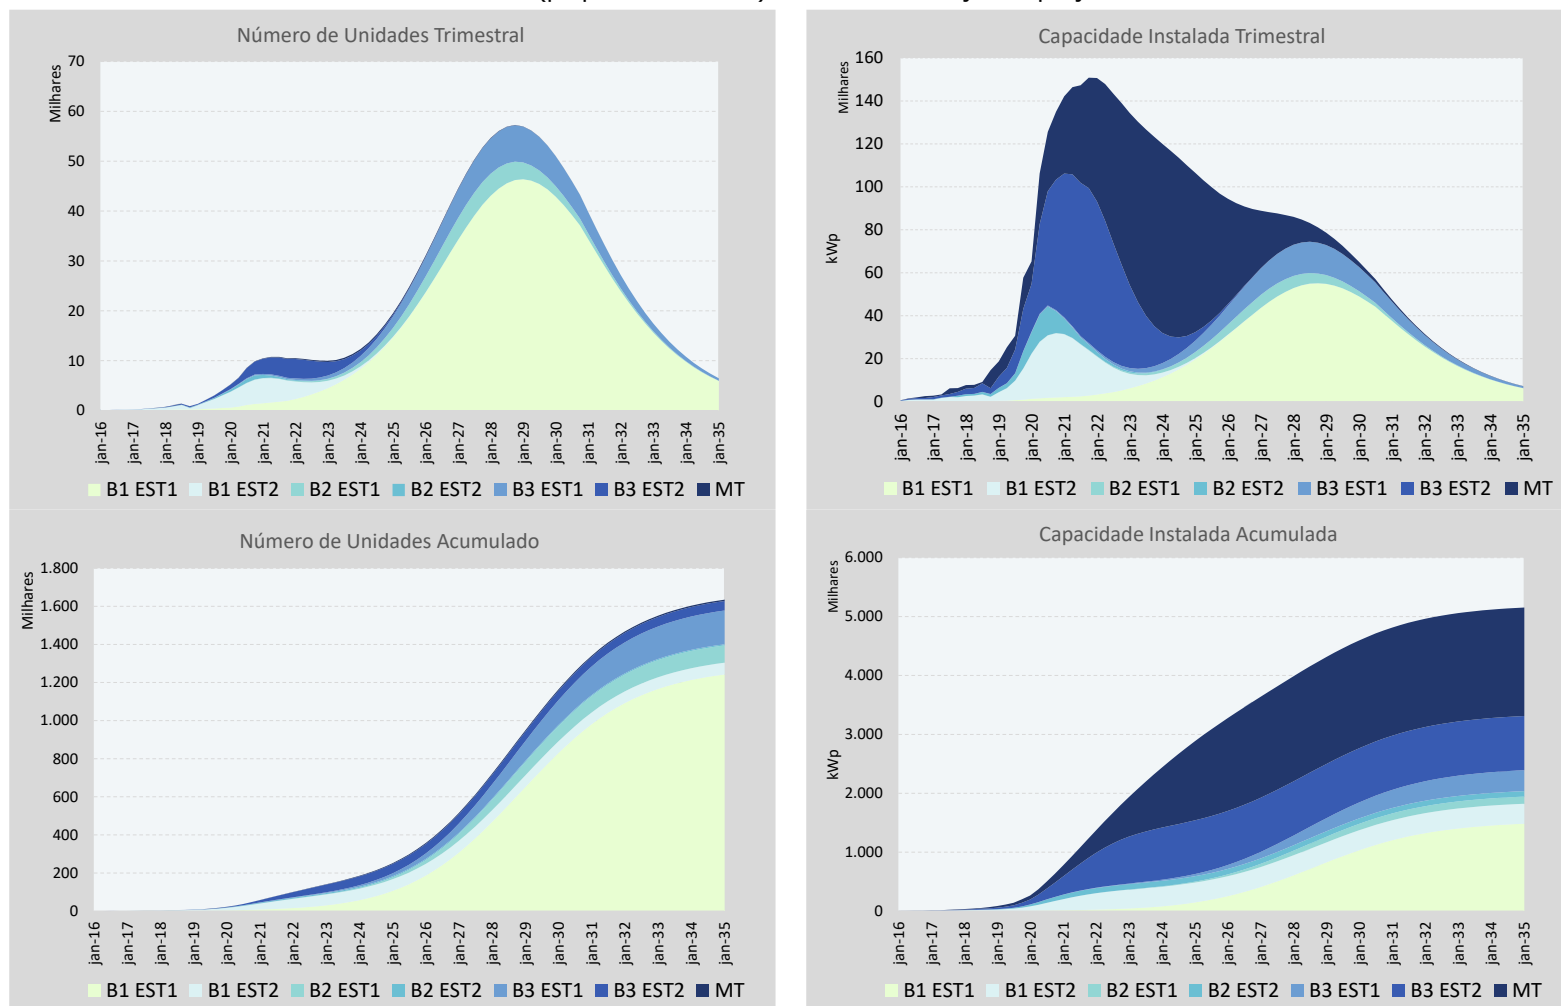 Número de Unidades Trimestral
Milhares
70
60
50
40
30
20
10
0
jan-16 jan-17 jan-18 jan-19 jan-20 jan-21 jan-22 jan-23 jan-24 jan-25 jan-26 jan-27 jan-28 jan-29 jan-30 jan-31 jan-32 jan-33 jan-34 jan-35
B1 EST1 B1 EST2 B2 EST1 B2 EST2 B3 EST1 B3 EST2 MT
Capacidade Instalada Trimestral
Milhares
kWp
160
140
120
100
80
60
40
20
0
jan-16 jan-17 jan-18 jan-19 jan-20 jan-21 jan-22 jan-23 jan-24 jan-25 jan-26 jan-27 jan-28 jan-29 jan-30 jan-31 jan-32 jan-33 jan-34 jan-35
B1 EST1 B1 EST2 B2 EST1 B2 EST2 B3 EST1 B3 EST2 MT
Número de Unidades Acumulado
Milhares
1.800
1.600
1.400
1.200
1.000
800
600
400
200
0
jan-16 jan-17 jan-18 jan-19 jan-20 jan-21 jan-22 jan-23 jan-24 jan-25 jan-26 jan-27 jan-28 jan-29 jan-30 jan-31 jan-32 jan-33 jan-34 jan-35
B1 EST1 B1 EST2 B2 EST1 B2 EST2 B3 EST1 B3 EST2 MT
Capacidade Instalada Acumulada
Milhares
kWp
6.000
5.000
4.000
3.000
2.000
1.000
0
jan-16 jan-17 jan-18 jan-19 jan-20 jan-21 jan-22 jan-23 jan-24 jan-25 jan-26 jan-27 jan-28 jan-29 jan-30 jan-31 jan-32 jan-33 jan-34 jan-35
B1 EST1 B1 EST2 B2 EST1 B2 EST2 B3 EST1 B3 EST2 MT